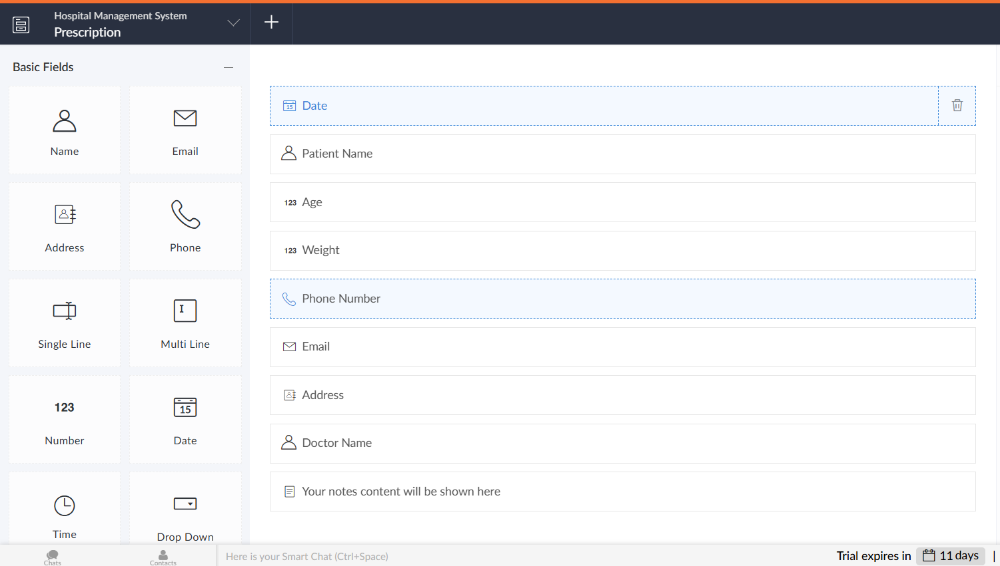 Hospital Management System
Prescription
Basic Fields
Name
Email
Address
Phone
Single Line
Multi Line
123
Number
15
Date
Time
Drop Down
15 Date
Patient Name
123 Age
123 Weight
Phone Number
Email
Address
Doctor Name
Your notes content will be shown here
Chats
Contacts
Here is your Smart Chat (Ctrl+Space)
Trial expires in 11 days |